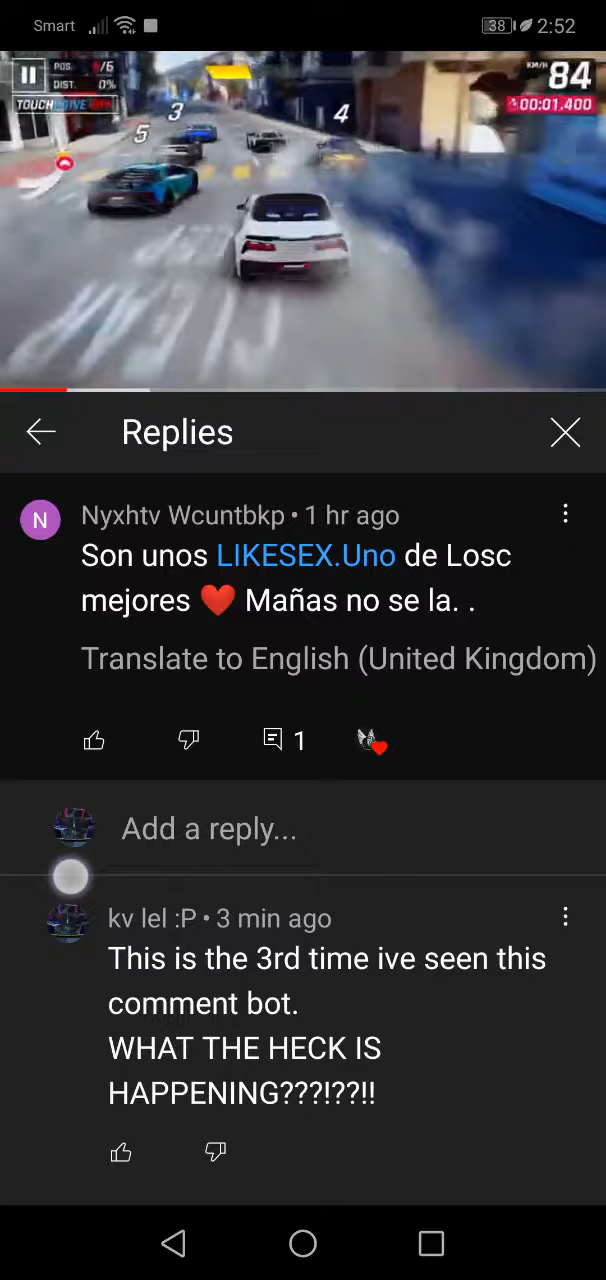 Smart 38 2:52
POS. /6
DIST. 0%
TOUCHDRIVE
KM/H 84
00:01.400
3
4
5
Replies
N
Nyxhtv Wcuntbkp • 1 hr ago
Son unos LIKESEX.Uno de Losc
mejores ❤️ Mañas no se la. .
Translate to English (United Kingdom)
1
Add a reply...
kv lel :P • 3 min ago
This is the 3rd time ive seen this
comment bot.
WHAT THE HECK IS
HAPPENING???!??!!